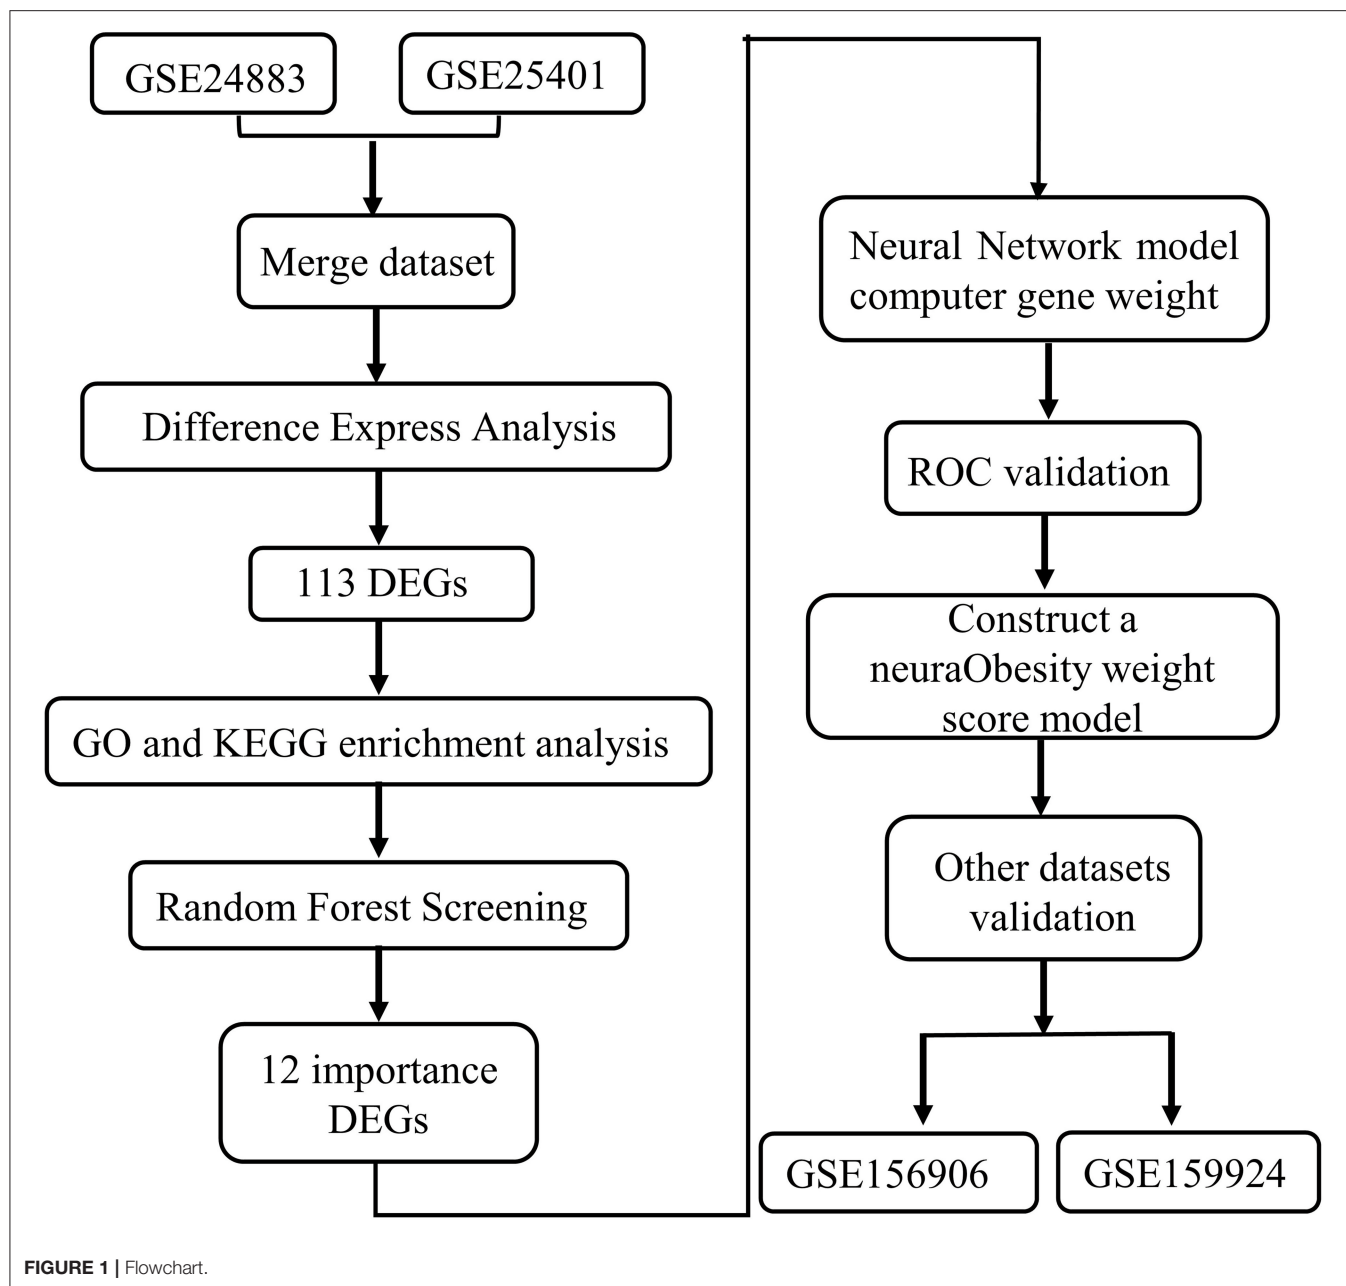 GSE24883
GSE25401
Merge dataset
Difference Express Analysis
113 DEGs
GO and KEGG enrichment analysis
Random Forest Screening
12 importance
DEGs
Neural Network model
computer gene weight
ROC validation
Construct a
neuraObesity weight
score model
Other datasets
validation
GSE156906
GSE159924
FIGURE 1 | Flowchart.